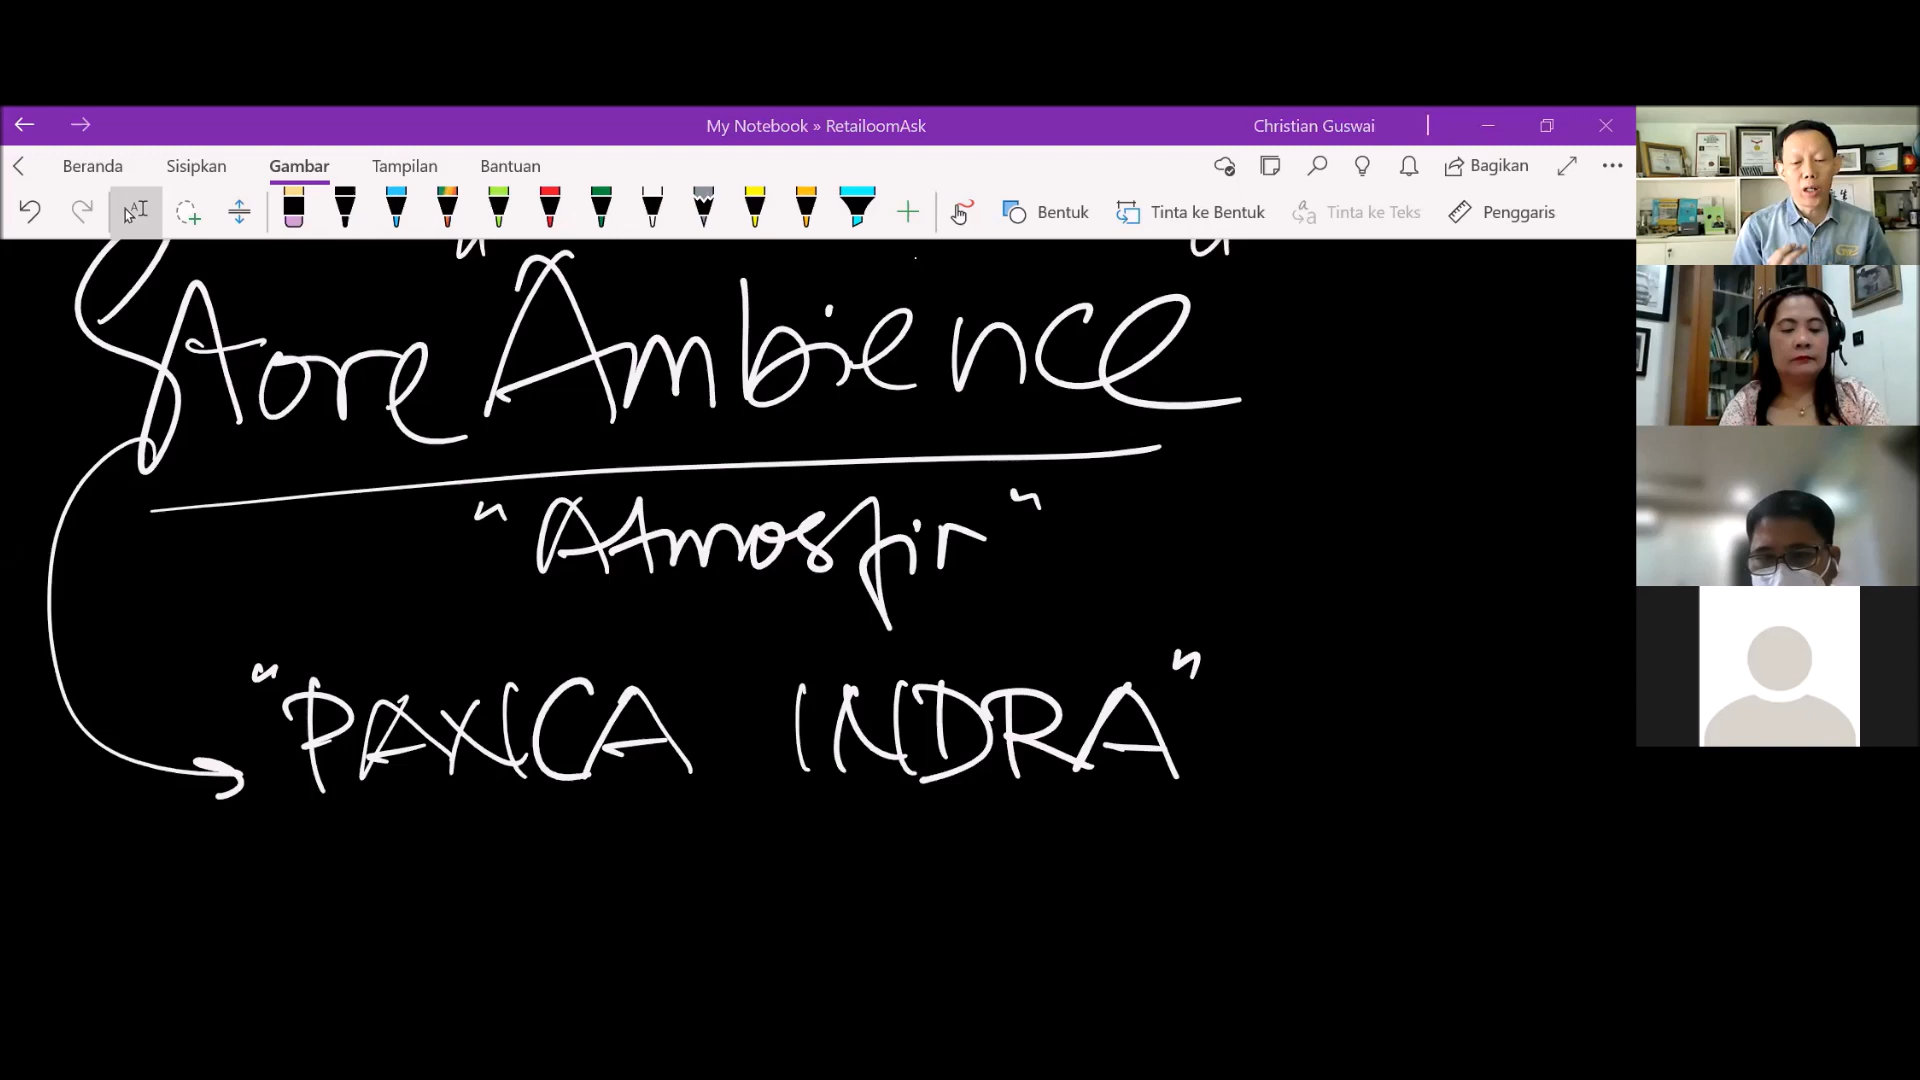 My Notebook » RetailoomAsk
Christian Guswai
Beranda
Sisipkan
Gambar
Tampilan
Bantuan
Bagikan
Bentuk
Tinta ke Bentuk
Tinta ke Teks
Penggaris
"Store Ambience"
"Atmosfir"
"PANCA INDRA"